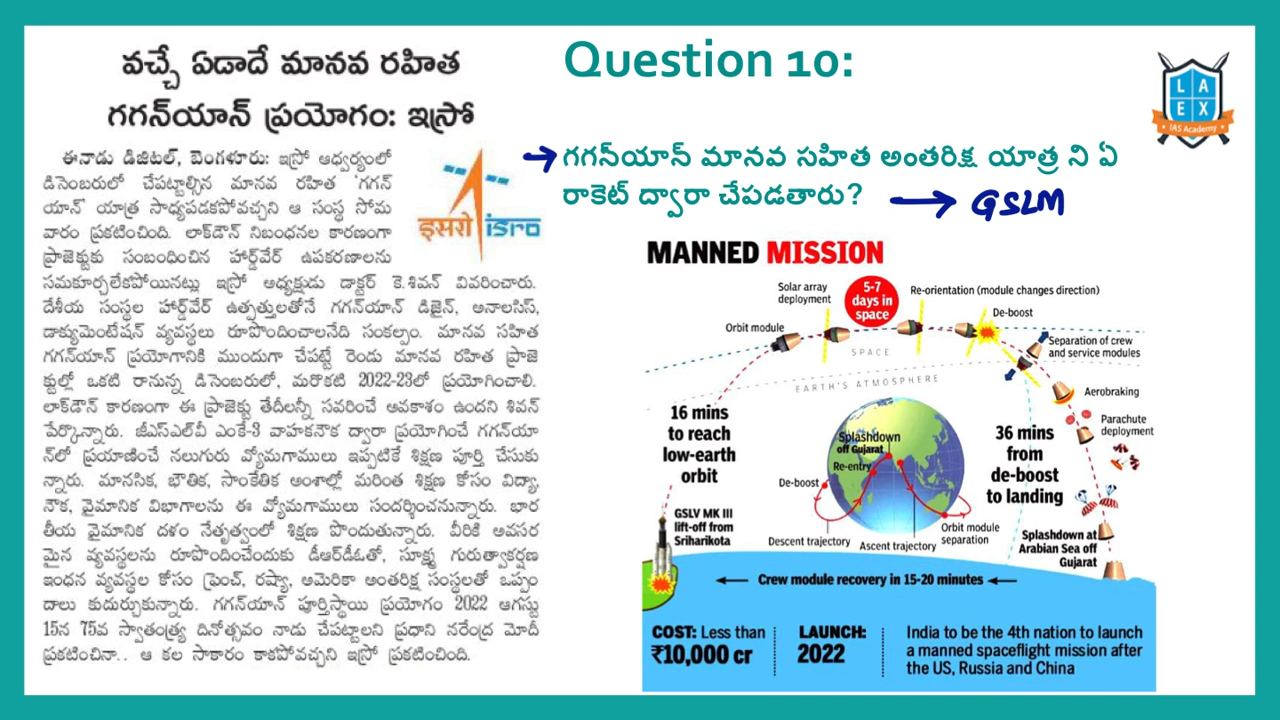 వచ్చే ఏడాదే మానవ రహిత
గగన్‌యాన్ ప్రయోగం: ఇస్రో
ఈనాడు డిజిటల్, బెంగళూరు: ఇస్రో ఆధ్వర్యంలో
డిసెంబరులో చేపట్టాల్సిన మానవ రహిత 'గగన్
యాన్' యాత్ర సాధ్యపడకపోవచ్చని ఆ సంస్థ సోమ
వారం ప్రకటించింది. లాక్‌డౌన్ నిబంధనల కారణంగా
ప్రాజెక్టుకు సంబంధించిన హార్డ్‌వేర్ ఉపకరణాలను
సమకూర్చలేకపోయినట్లు ఇస్రో అధ్యక్షుడు డాక్టర్ కె.శివన్ వివరించారు.
దేశీయ సంస్థల హార్డ్‌వేర్ ఉత్పత్తులతోనే గగన్‌యాన్ డిజైన్, అనాలసిస్,
డాక్యుమెంటేషన్ వ్యవస్థలు రూపొందించాలనేది సంకల్పం. మానవ సహిత
గగన్‌యాన్ ప్రయోగానికి ముందుగా చేపట్టే రెండు మానవ రహిత ప్రాజె
క్టుల్లో ఒకటి రానున్న డిసెంబరులో, మరొకటి 2022-23లో ప్రయోగించాలి.
లాక్‌డౌన్ కారణంగా ఈ ప్రాజెక్టు తేదీలన్నీ సవరించే అవకాశం ఉందని శివన్
పేర్కొన్నారు. జీఎస్ఎల్‌వీ ఎంకే-3 వాహకనౌక ద్వారా ప్రయోగించే గగన్‌యా
న్‌లో ప్రయాణించే నలుగురు వ్యోమగాములు ఇప్పటికే శిక్షణ పూర్తి చేసుకు
న్నారు. మానసిక, భౌతిక, సాంకేతిక అంశాల్లో మరింత శిక్షణ కోసం విద్యా,
నౌక, వైమానిక విభాగాలను ఈ వ్యోమగాములు సందర్శించనున్నారు. భార
తీయ వైమానిక దళం నేతృత్వంలో శిక్షణ పొందుతున్నారు. వీరికి అవసర
మైన వ్యవస్థలను రూపొందించేందుకు డీఆర్‌డీఓతో, సూక్ష్మ గురుత్వాకర్షణ
ఇంధన వ్యవస్థల కోసం ఫ్రెంచ్, రష్యా, అమెరికా అంతరిక్ష సంస్థలతో ఒప్పం
దాలు కుదుర్చుకున్నారు. గగన్‌యాన్ పూర్తిస్థాయి ప్రయోగం 2022 ఆగస్టు
15న 75వ స్వాతంత్ర్య దినోత్సవం నాడు చేపట్టాలని ప్రధాని నరేంద్ర మోదీ
ప్రకటించినా.. ఆ కల సాకారం కాకపోవచ్చని ఇస్రో ప్రకటించింది.
इसरो isro
Question 10:
L A
E X
IAS Academy
గగన్‌యాన్ మానవ సహిత అంతరిక్ష యాత్ర ని ఏ
రాకెట్ ద్వారా చేపడతారు?
GSLM
MANNED MISSION
Solar array
deployment
5-7
days in
space
Re-orientation (module changes direction)
De-boost
Orbit module
Separation of crew
and service modules
SPACE
EARTH'S ATMOSPHERE
Aerobraking
Parachute
deployment
16 mins
to reach
low-earth
orbit
Splashdown
off Gujarat
Re-entry
De-boost
36 mins
from
de-boost
to landing
GSLV MK III
lift-off from
Sriharikota
Descent trajectory
Ascent trajectory
Orbit module
separation
Splashdown at
Arabian Sea off
Gujarat
Crew module recovery in 15-20 minutes
COST: Less than
₹10,000 cr
LAUNCH:
2022
India to be the 4th nation to launch
a manned spaceflight mission after
the US, Russia and China